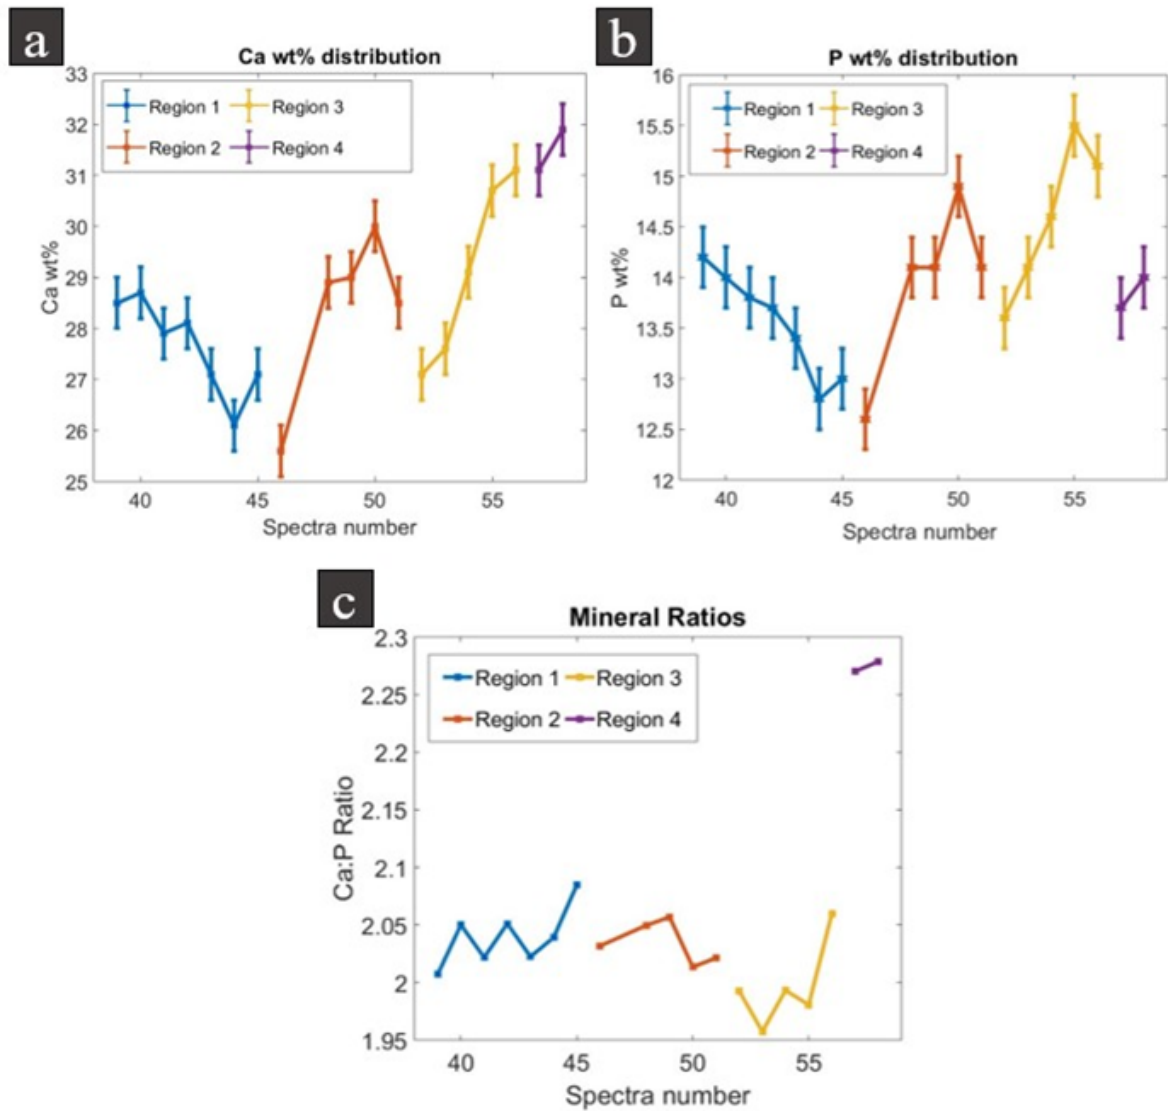 a
Ca wt% distribution
Region 1 Region 3
Region 2 Region 4
33
32
31
30
29
28
27
26
25
Ca wt%
40 45 50 55
Spectra number
b
P wt% distribution
Region 1 Region 3
Region 2 Region 4
16
15.5
15
14.5
14
13.5
13
12.5
12
P wt%
40 45 50 55
Spectra number
c
Mineral Ratios
Region 1 Region 3
Region 2 Region 4
2.3
2.25
2.2
2.15
2.1
2.05
2
1.95
Ca:P Ratio
40 45 50 55
Spectra number